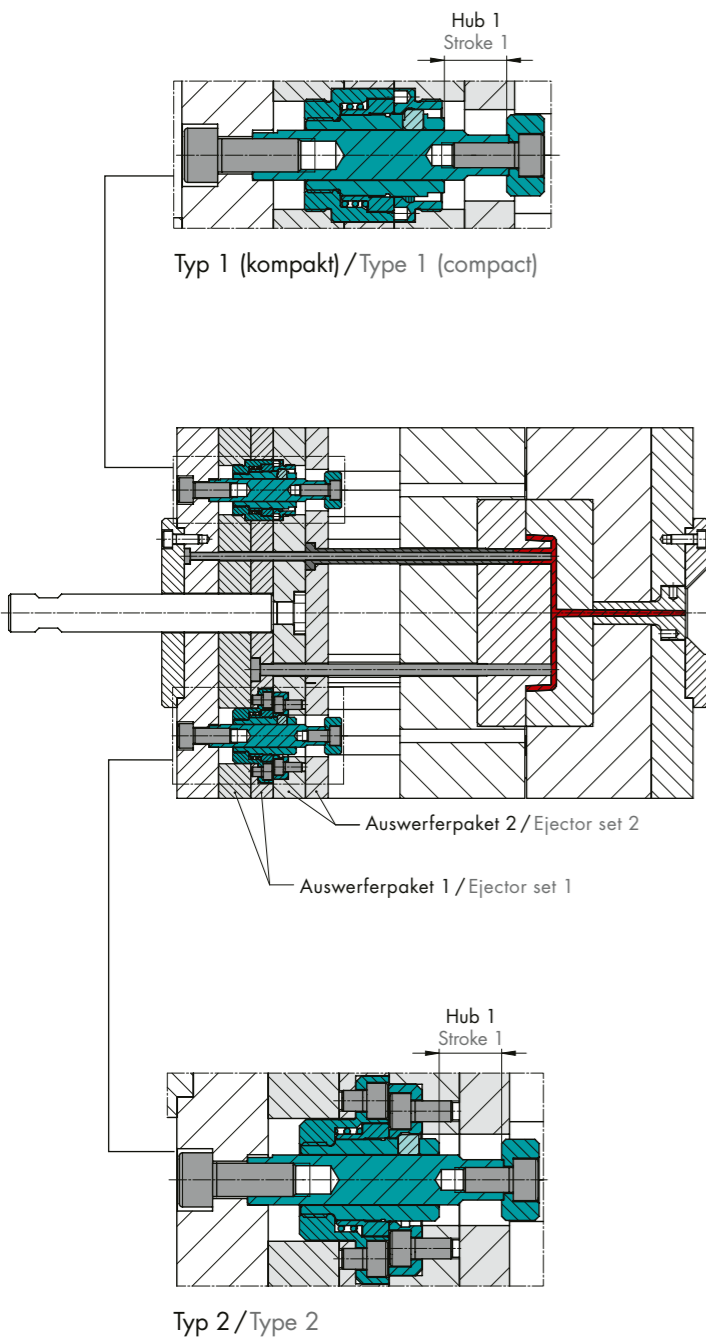 Hub 1
Stroke 1
Typ 1 (kompakt) / Type 1 (compact)
Auswerferpaket 2 / Ejector set 2
Auswerferpaket 1 / Ejector set 1
Hub 1
Stroke 1
Typ 2 / Type 2